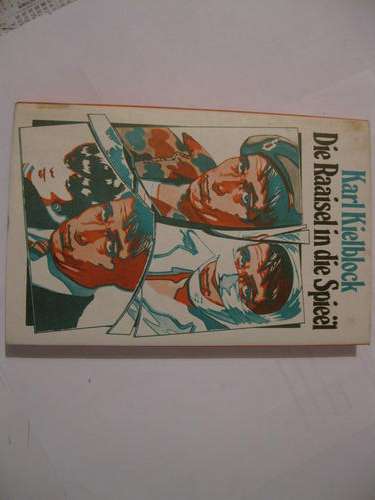 Karl Kielblock
Die Raaisel in die Spieël